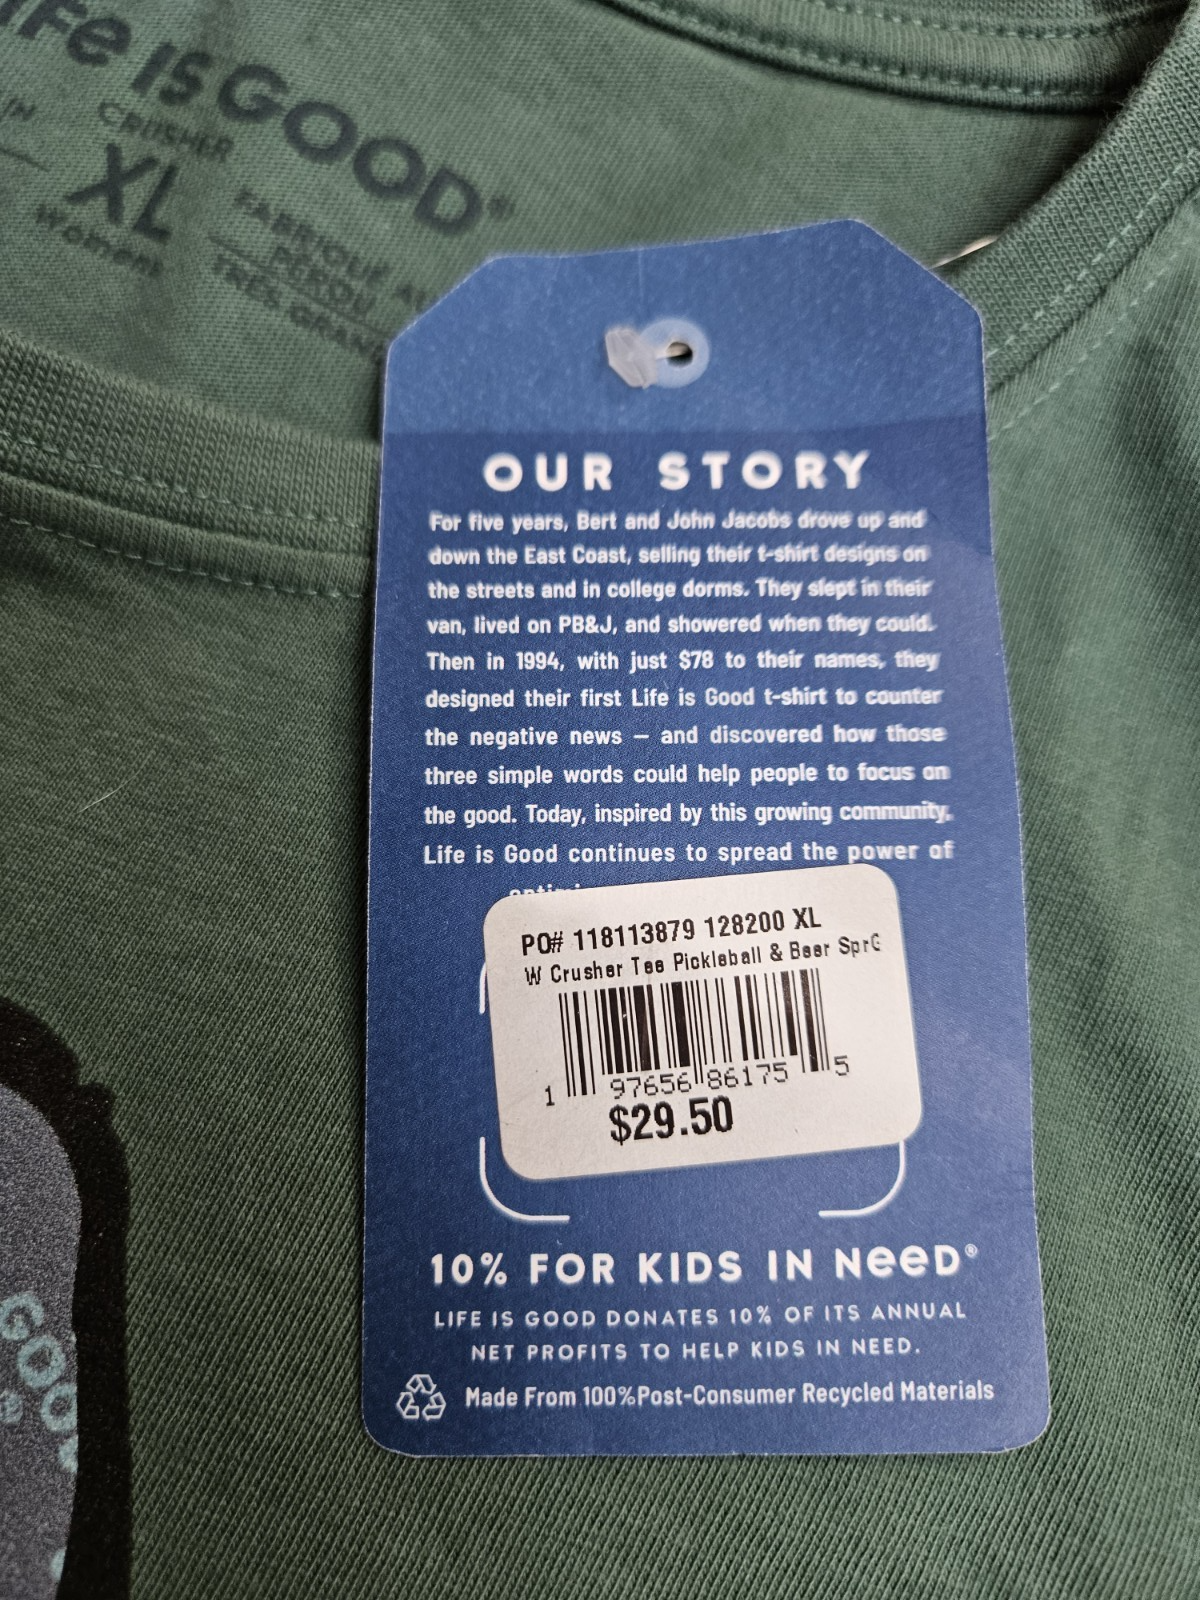 Life is GOOD®
CRUSHER
IN
XL
Women
FABRIQUÉ AU
PEROU
TRÈS GRAND
OUR STORY
For five years, Bert and John Jacobs drove up and
down the East Coast, selling their t-shirt designs on
the streets and in college dorms. They slept in their
van, lived on PB&J, and showered when they could.
Then in 1994, with just $78 to their names, they
designed their first Life is Good t-shirt to counter
the negative news – and discovered how those
three simple words could help people to focus on
the good. Today, inspired by this growing community,
Life is Good continues to spread the power of
PO# 118113879 128200 XL
W Crusher Tee Pickleball & Beer SprG
1 97656 86175 5
$29.50
10% FOR KIDS IN NeeD®
LIFE IS GOOD DONATES 10% OF ITS ANNUAL
NET PROFITS TO HELP KIDS IN NEED.
Made From 100%Post-Consumer Recycled Materials